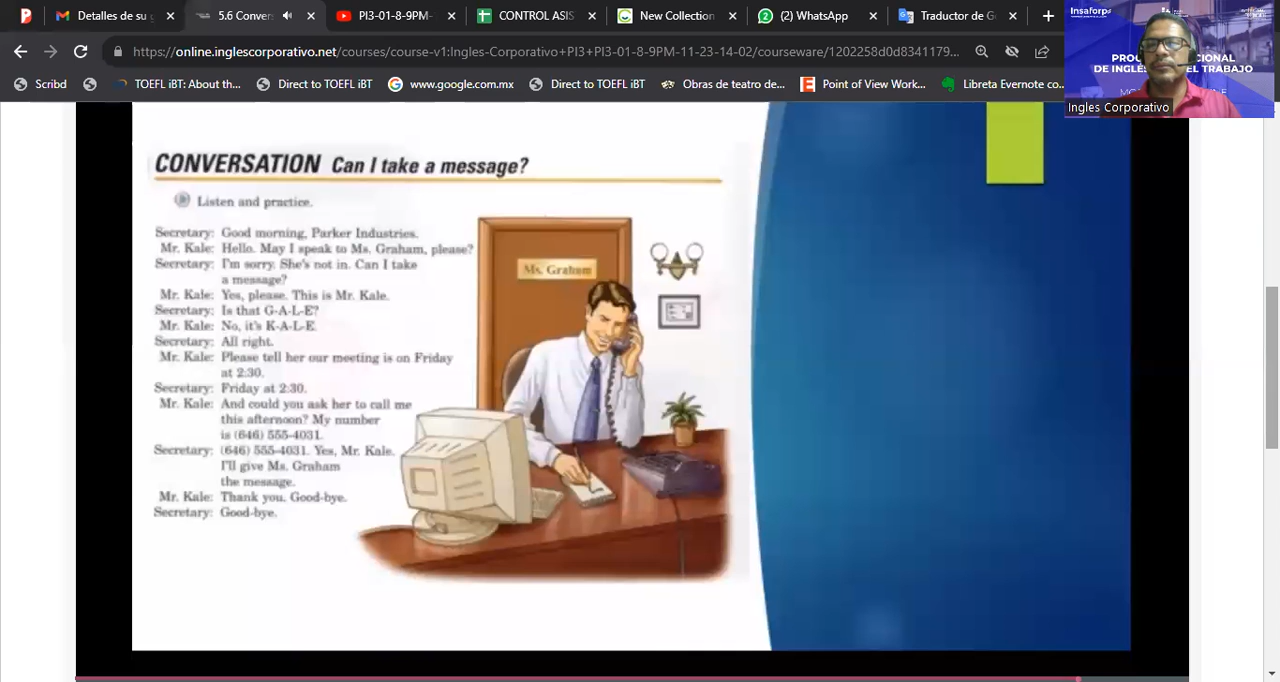 Detalles de su g
5.6 Conver
PI3-01-8-9PM-
CONTROL ASIS
New Collection
(2) WhatsApp
Traductor de G
https://online.inglescorporativo.net/courses/course-v1:Ingles-Corporativo+PI3+PI3-01-8-9PM-11-23-14-02/courseware/1202258d0d8341179...
Scribd
TOEFL iBT: About th...
Direct to TOEFL iBT
www.google.com.mx
Direct to TOEFL iBT
Obras de teatro de...
Point of View Work...
Libreta Evernote co...
Insaforp
DE INGLÉS
EL TRABAJO
Ingles Corporativo
CONVERSATION Can I take a message?
Listen and practice.
Secretary: Good morning, Parker Industries.
Mr. Kale: Hello. May I speak to Ms. Graham, please?
Secretary: I'm sorry. She's not in. Can I take
a message?
Mr. Kale: Yes, please. This is Mr. Kale.
Secretary: Is that G-A-L-E?
Mr. Kale: No, it's K-A-L-E.
Secretary: All right.
Mr. Kale: Please tell her our meeting is on Friday
at 2:30.
Secretary: Friday at 2:30.
Mr. Kale: And could you ask her to call me
this afternoon? My number
is (646) 555-4031.
Secretary: (646) 555-4031. Yes, Mr. Kale.
I'll give Ms. Graham
the message.
Mr. Kale: Thank you. Good-bye.
Secretary: Good-bye.
Ms. Graham